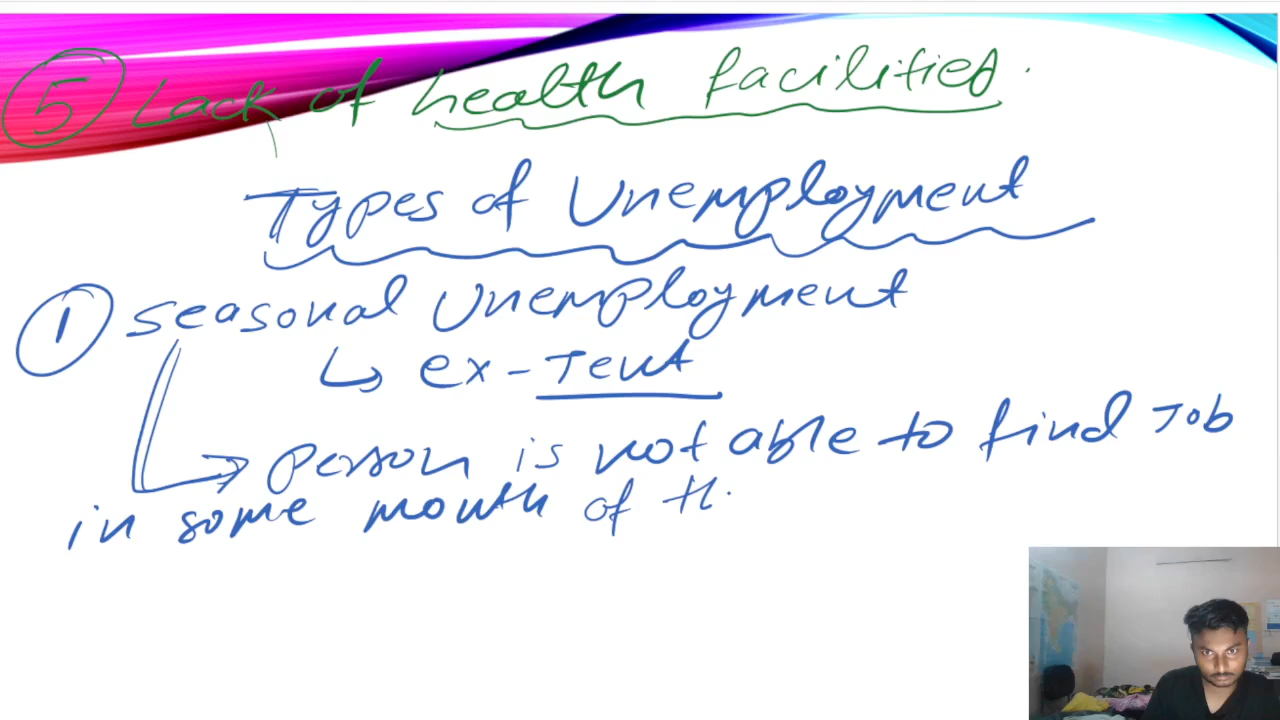 5 Lack of health facilities.
Types of Unemployment
1 Seasonal Unemployment
↳ ex - Tent
→ person is not able to find Job
in some month of th